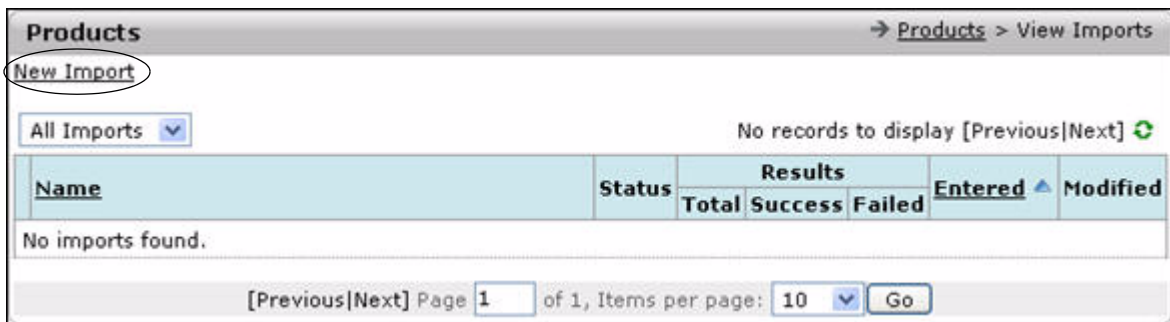 Products → Products > View Imports
New Import
All Imports No records to display [Previous|Next]
Results
Name Status Entered Modified
Total Success Failed
No imports found.
[Previous|Next] Page 1 of 1, Items per page: 10 Go